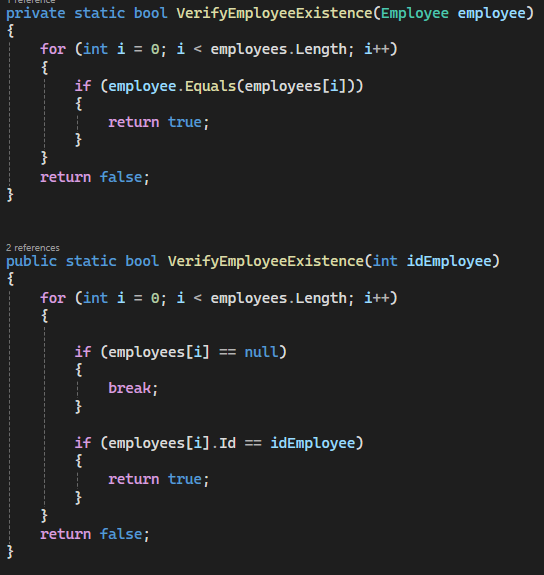 1 reference
private static bool VerifyEmployeeExistence(Employee employee)
{
for (int i = 0; i < employees.Length; i++)
{
if (employee.Equals(employees[i]))
{
return true;
}
}
return false;
}
2 references
public static bool VerifyEmployeeExistence(int idEmployee)
{
for (int i = 0; i < employees.Length; i++)
{
if (employees[i] == null)
{
break;
}
if (employees[i].Id == idEmployee)
{
return true;
}
}
return false;
}